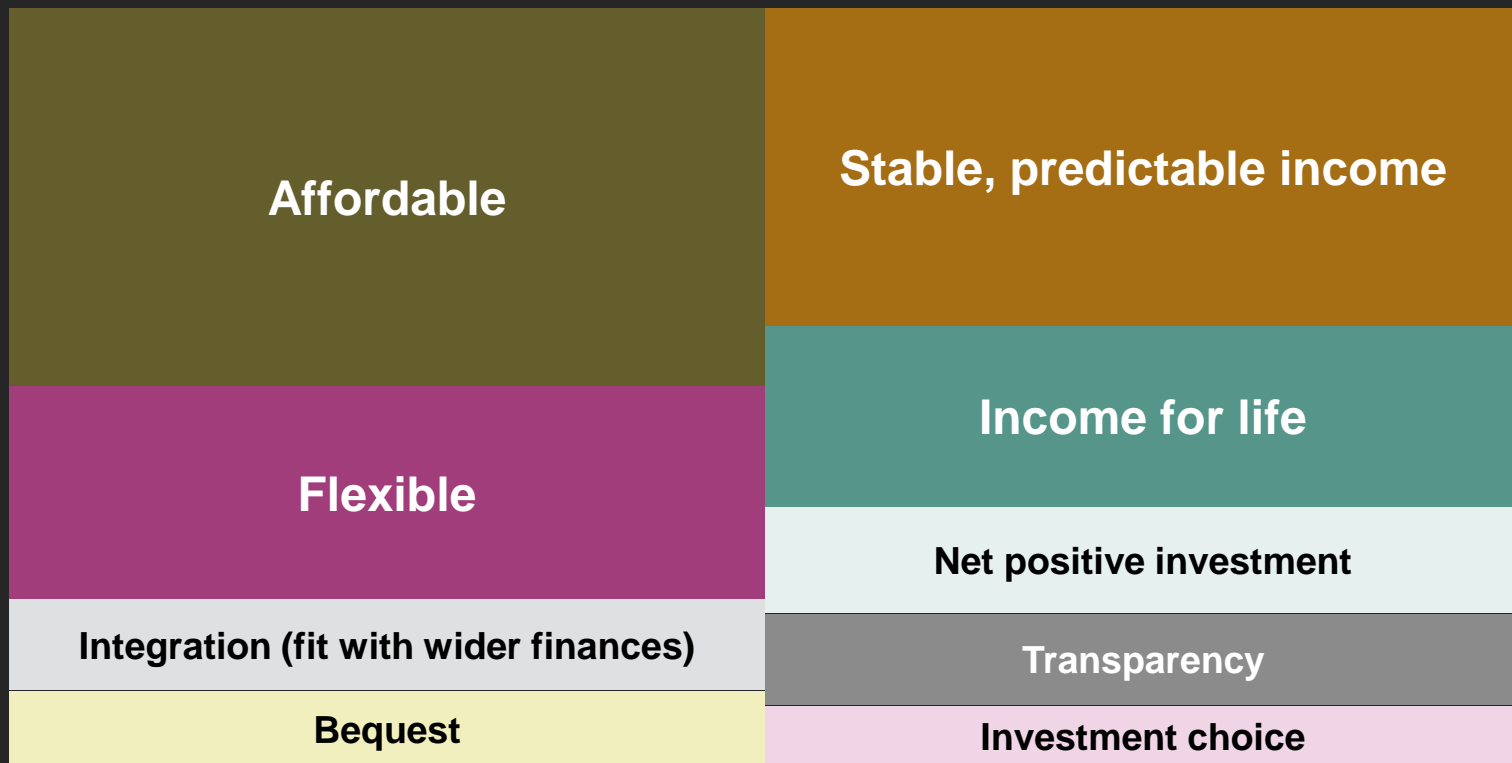 Affordable
Flexible
Integration (fit with wider finances)
Bequest
Stable, predictable income
Income for life
Net positive investment
Transparency
Investment choice